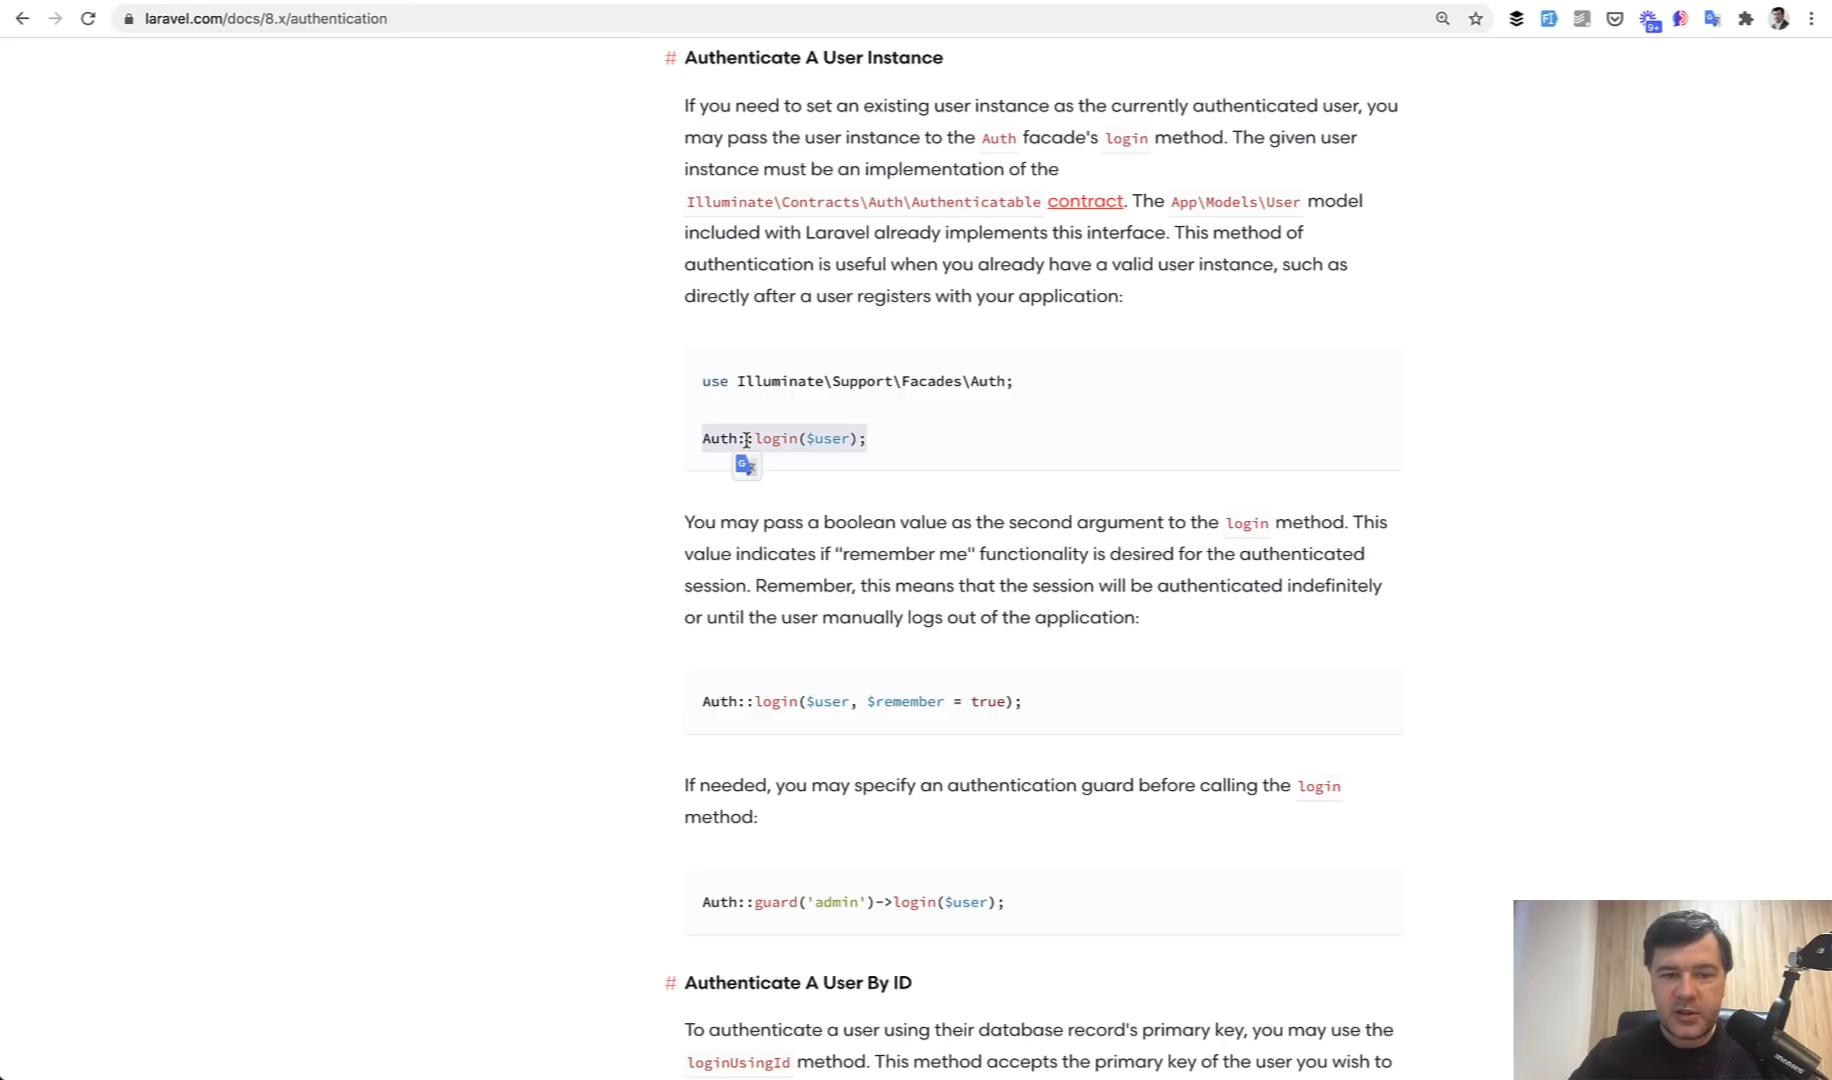 laravel.com/docs/8.x/authentication
9+
# Authenticate A User Instance
If you need to set an existing user instance as the currently authenticated user, you
may pass the user instance to the Auth facade's login method. The given user
instance must be an implementation of the
Illuminate\Contracts\Auth\Authenticatable contract. The App\Models\User model
included with Laravel already implements this interface. This method of
authentication is useful when you already have a valid user instance, such as
directly after a user registers with your application:
use Illuminate\Support\Facades\Auth;
Auth::login($user);
You may pass a boolean value as the second argument to the login method. This
value indicates if "remember me" functionality is desired for the authenticated
session. Remember, this means that the session will be authenticated indefinitely
or until the user manually logs out of the application:
Auth::login($user, $remember = true);
If needed, you may specify an authentication guard before calling the login
method:
Auth::guard('admin')->login($user);
# Authenticate A User By ID
To authenticate a user using their database record's primary key, you may use the
loginUsingId method. This method accepts the primary key of the user you wish to